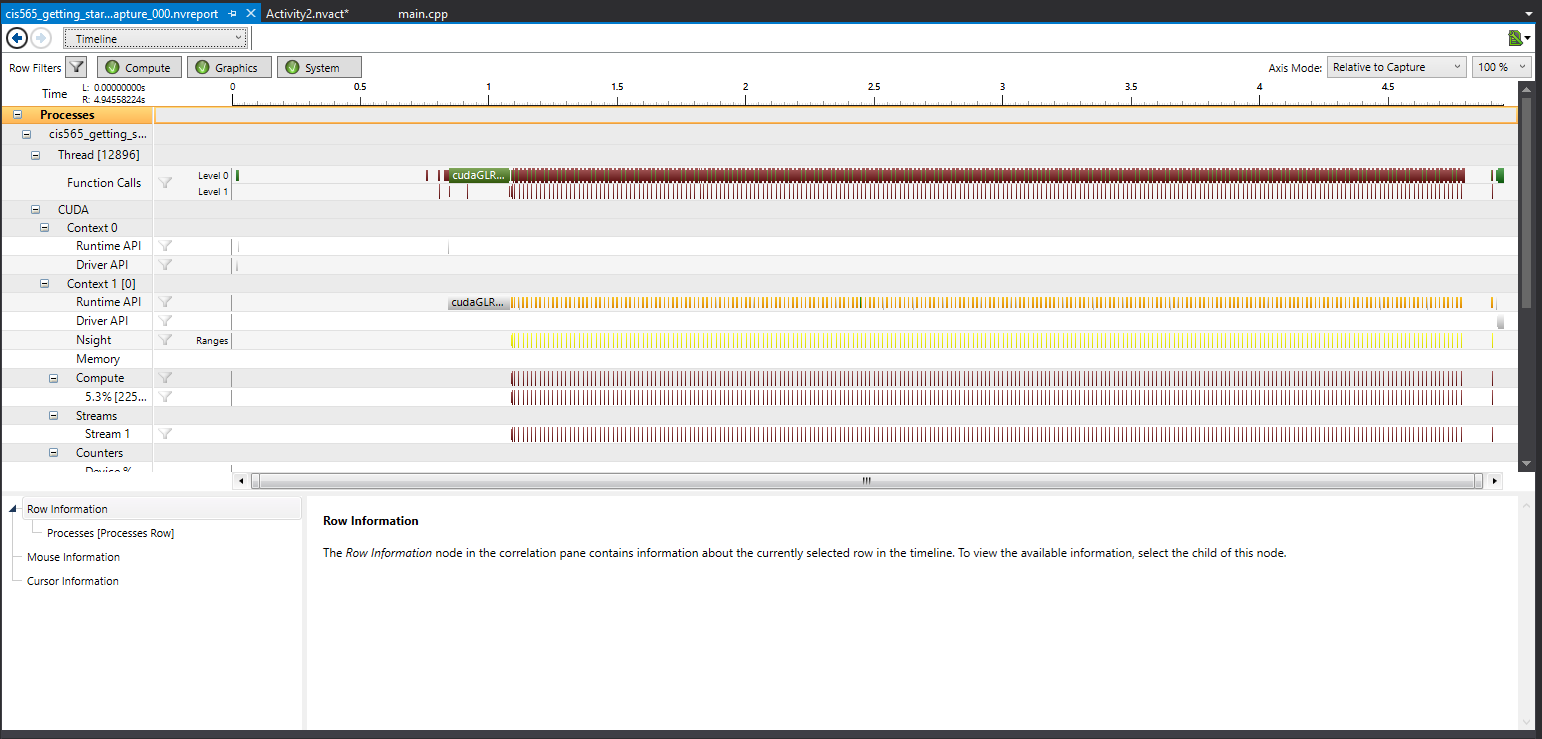 cis565_getting_star...apture_000.nvreport Activity2.nvact* main.cpp
Timeline
Row Filters Compute Graphics System Axis Mode: Relative to Capture 100 %
Time L: 0.00000000s R: 4.94558224s 0 0.5 1 1.5 2 2.5 3 3.5 4 4.5
Processes
cis565_getting_s...
Thread [12896]
Function Calls Level 0 cudaGLR...
Level 1
CUDA
Context 0
Runtime API
Driver API
Context 1 [0]
Runtime API cudaGLR...
Driver API
Nsight Ranges
Memory
Compute
5.3% [225...
Streams
Stream 1
Counters
Device %
Row Information
Processes [Processes Row]
Mouse Information
Cursor Information
Row Information
The Row Information node in the correlation pane contains information about the currently selected row in the timeline. To view the available information, select the child of this node.